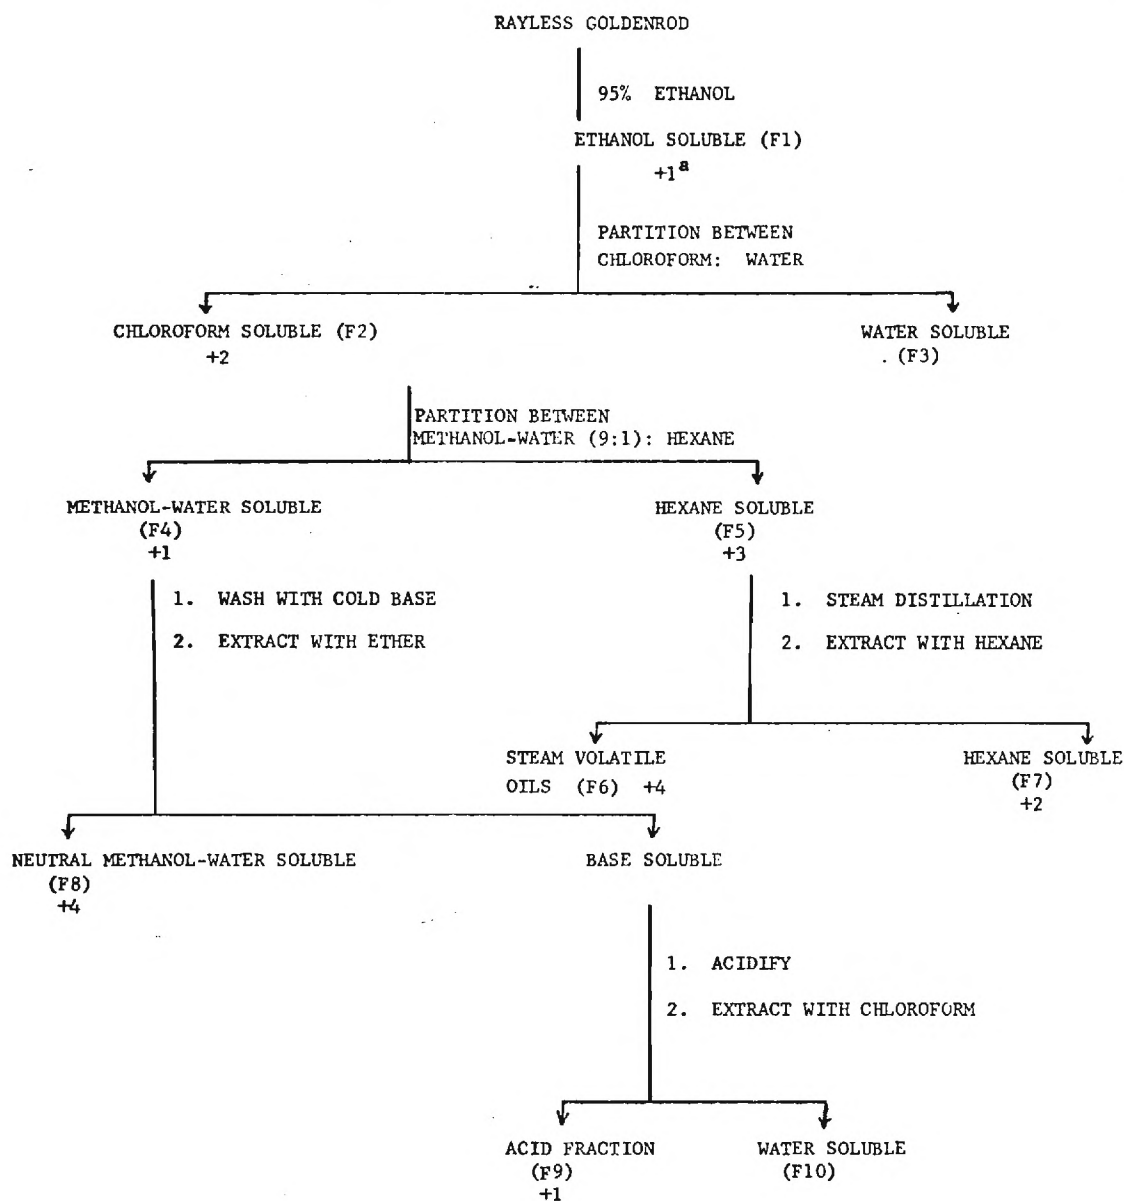 RAYLESS GOLDENROD
95% ETHANOL
ETHANOL SOLUBLE (F1)
+1a
PARTITION BETWEEN
CHLOROFORM: WATER
CHLOROFORM SOLUBLE (F2)
+2
WATER SOLUBLE
(F3)
PARTITION BETWEEN
METHANOL-WATER (9:1): HEXANE
METHANOL-WATER SOLUBLE
(F4)
+1
HEXANE SOLUBLE
(F5)
+3
1. WASH WITH COLD BASE
2. EXTRACT WITH ETHER
1. STEAM DISTILLATION
2. EXTRACT WITH HEXANE
STEAM VOLATILE
OILS (F6) +4
HEXANE SOLUBLE
(F7)
+2
NEUTRAL METHANOL-WATER SOLUBLE
(F8)
+4
BASE SOLUBLE
1. ACIDIFY
2. EXTRACT WITH CHLOROFORM
ACID FRACTION
(F9)
+1
WATER SOLUBLE
(F10)